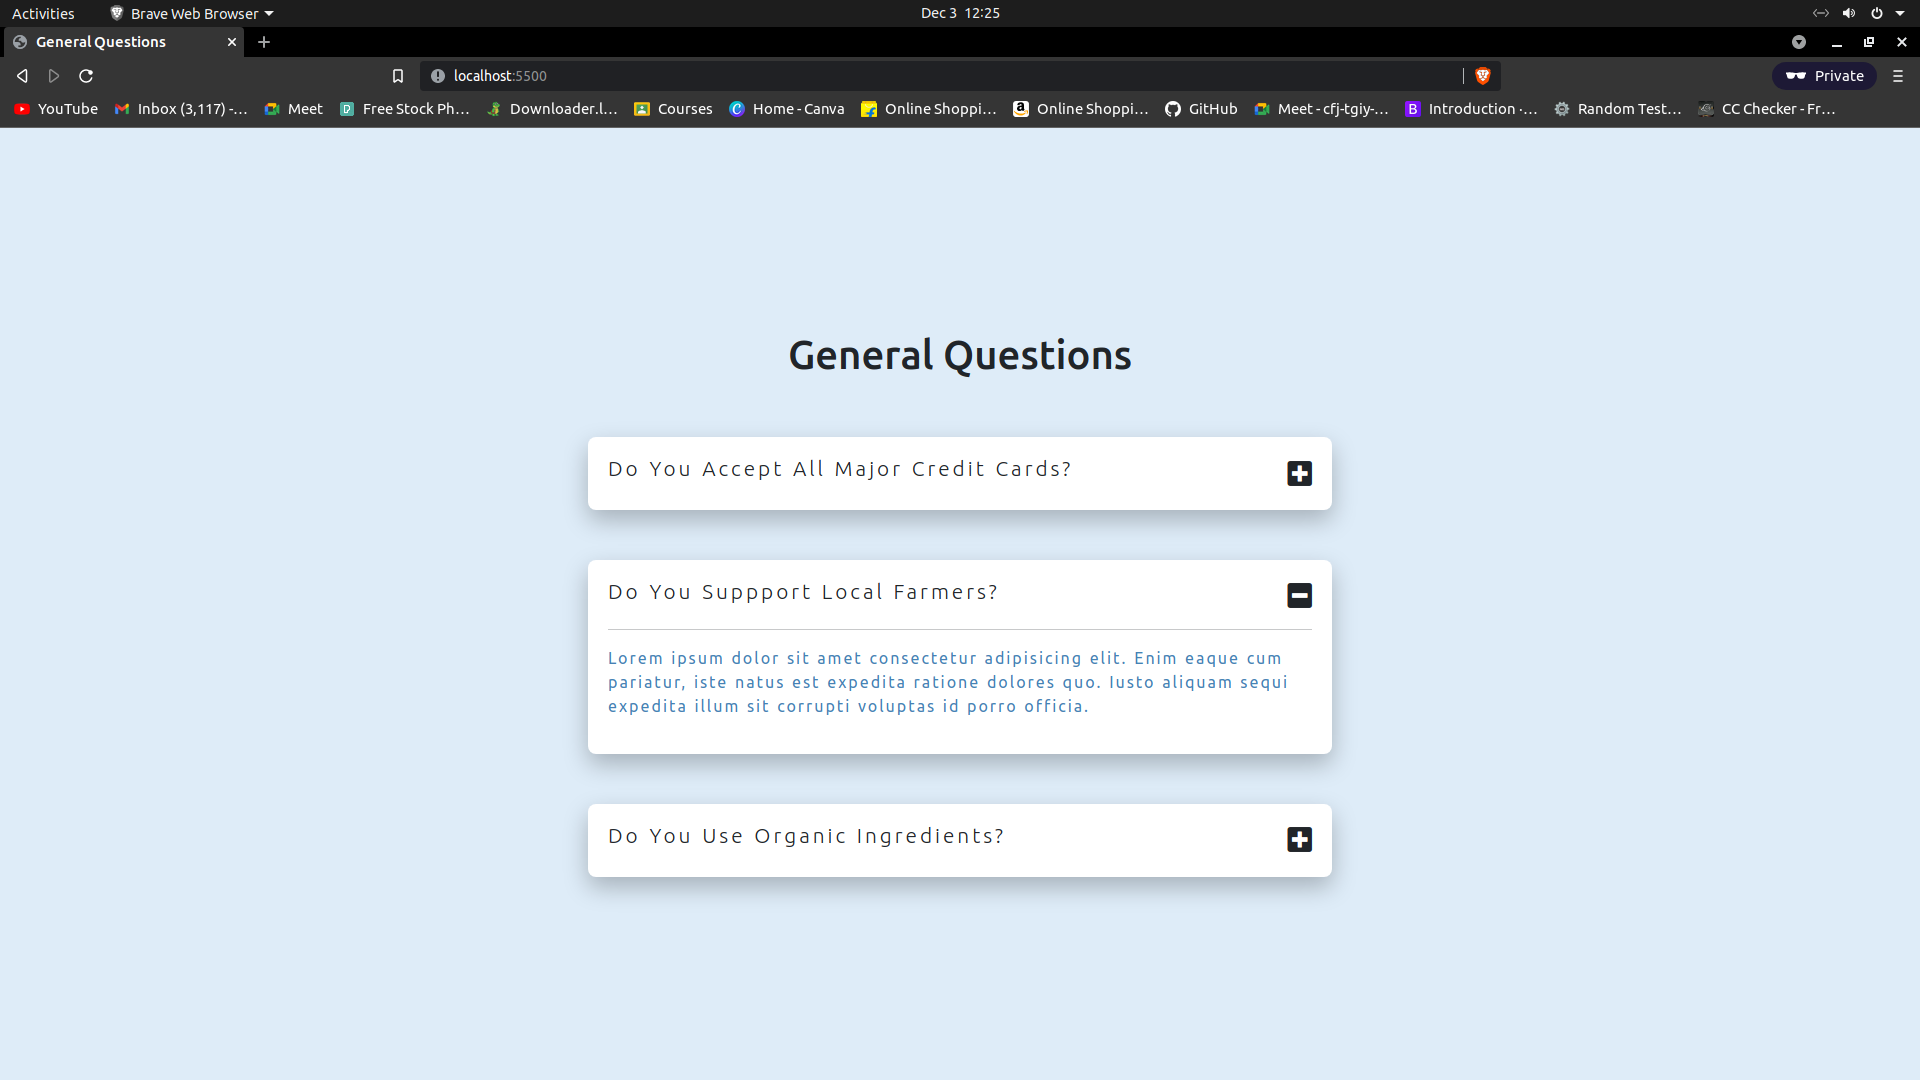 Activities Brave Web Browser Dec 3 12:25
General Questions
localhost:5500 Private
YouTube Inbox (3,117) -… Meet Free Stock Ph… Downloader.l… Courses Home - Canva Online Shoppi… Online Shoppi… GitHub Meet - cfj-tgiy-… Introduction ·… Random Test… CC Checker - Fr…
General Questions
Do You Accept All Major Credit Cards?
Do You Suppport Local Farmers?
Lorem ipsum dolor sit amet consectetur adipisicing elit. Enim eaque cum
pariatur, iste natus est expedita ratione dolores quo. Iusto aliquam sequi
expedita illum sit corrupti voluptas id porro officia.
Do You Use Organic Ingredients?